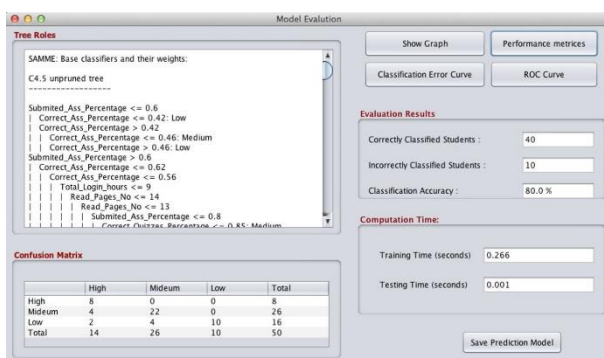 Model Evalution
Tree Roles
SAMME: Base classifiers and their weights:
C4.5 unpruned tree
------------------
Submited_Ass_Percentage <= 0.6
| Correct_Ass_Percentage <= 0.42: Low
| Correct_Ass_Percentage > 0.42
| | Correct_Ass_Percentage <= 0.46: Medium
| | Correct_Ass_Percentage > 0.46: Low
Submited_Ass_Percentage > 0.6
| Correct_Ass_Percentage <= 0.62
| | Correct_Ass_Percentage <= 0.56
| | | Total_Login_hours <= 9
| | | | Read_Pages_No <= 14
| | | | | Read_Pages_No <= 13
| | | | | | Submited_Ass_Percentage <= 0.8
| | | | | | | Correct_Quizzes_Percentage <= 0.85: Medium
Show Graph
Performance metrices
Classification Error Curve
ROC Curve
Evaluation Results
Correctly Classified Students : 40
Incorrectly Classified Students : 10
Classification Accuracy : 80.0 %
Computation Time:
Training Time (seconds) 0.266
Testing Time (seconds) 0.001
Save Prediction Model
Confusion Matrix
High Mideum Low Total
High 8 0 0 8
Mideum 4 22 0 26
Low 2 4 10 16
Total 14 26 10 50